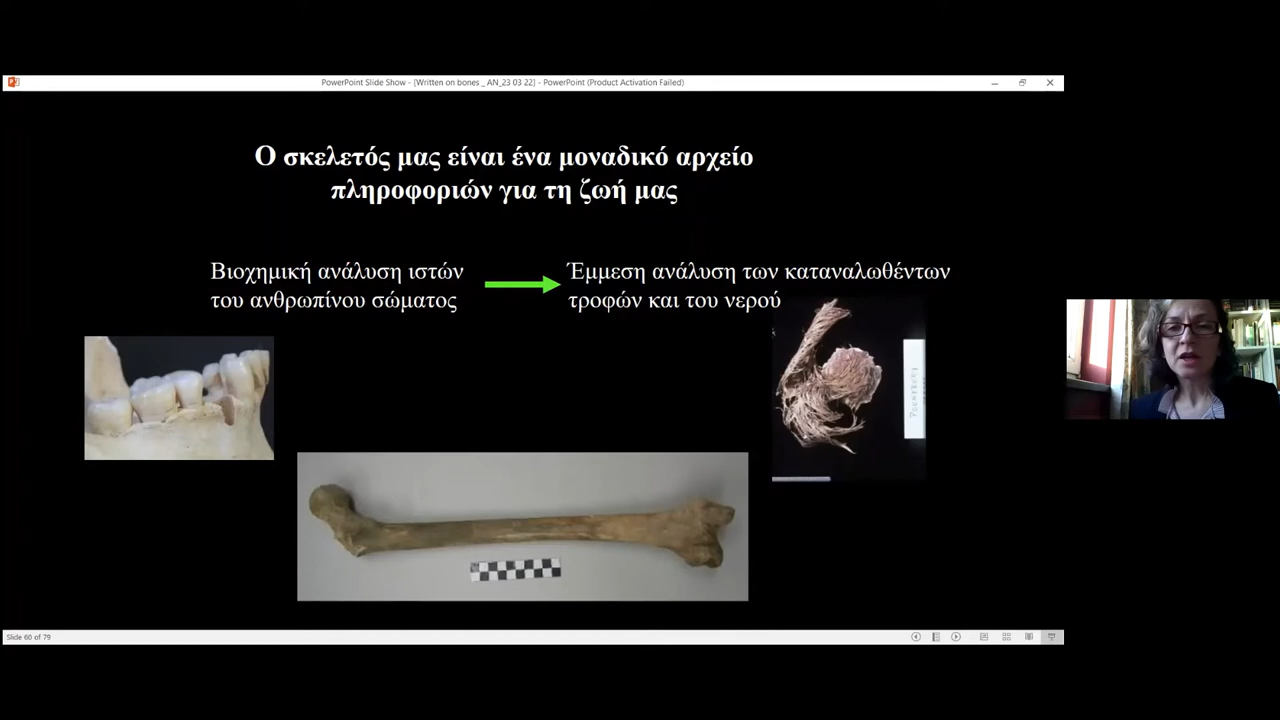 PowerPoint Slide Show - [Written on bones _ AN_23 03 22] - PowerPoint (Product Activation Failed)
Ο σκελετός μας είναι ένα μοναδικό αρχείο
πληροφοριών για τη ζωή μας
Βιοχημική ανάλυση ιστών
του ανθρωπίνου σώματος
Έμμεση ανάλυση των καταναλωθέντων
τροφών και του νερού
Slide 60 of 79